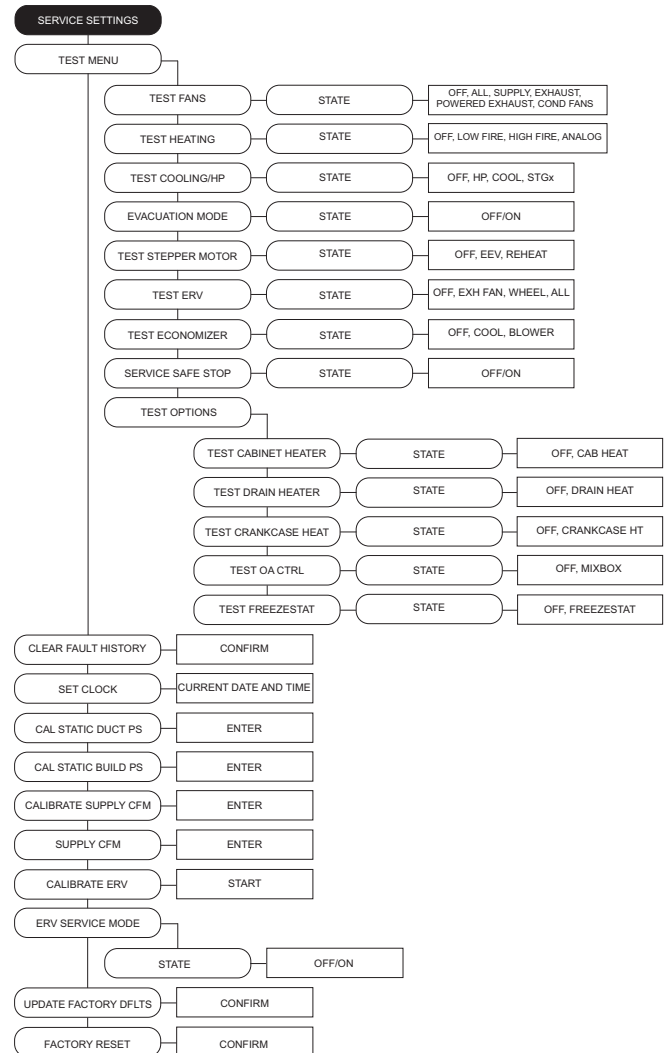 SERVICE SETTINGS
TEST MENU
TEST FANS
STATE
OFF, ALL, SUPPLY, EXHAUST,
POWERED EXHAUST, COND FANS
TEST HEATING
STATE
OFF, LOW FIRE, HIGH FIRE, ANALOG
TEST COOLING/HP
STATE
OFF, HP, COOL, STGx
EVACUATION MODE
STATE
OFF/ON
TEST STEPPER MOTOR
STATE
OFF, EEV, REHEAT
TEST ERV
STATE
OFF, EXH FAN, WHEEL, ALL
TEST ECONOMIZER
STATE
OFF, COOL, BLOWER
SERVICE SAFE STOP
STATE
OFF/ON
TEST OPTIONS
TEST CABINET HEATER
STATE
OFF, CAB HEAT
TEST DRAIN HEATER
STATE
OFF, DRAIN HEAT
TEST CRANKCASE HEAT
STATE
OFF, CRANKCASE HT
TEST OA CTRL
STATE
OFF, MIXBOX
TEST FREEZESTAT
STATE
OFF, FREEZESTAT
CLEAR FAULT HISTORY
CONFIRM
SET CLOCK
CURRENT DATE AND TIME
CAL STATIC DUCT PS
ENTER
CAL STATIC BUILD PS
ENTER
CALIBRATE SUPPLY CFM
ENTER
SUPPLY CFM
ENTER
CALIBRATE ERV
START
ERV SERVICE MODE
STATE
OFF/ON
UPDATE FACTORY DFLTS
CONFIRM
FACTORY RESET
CONFIRM